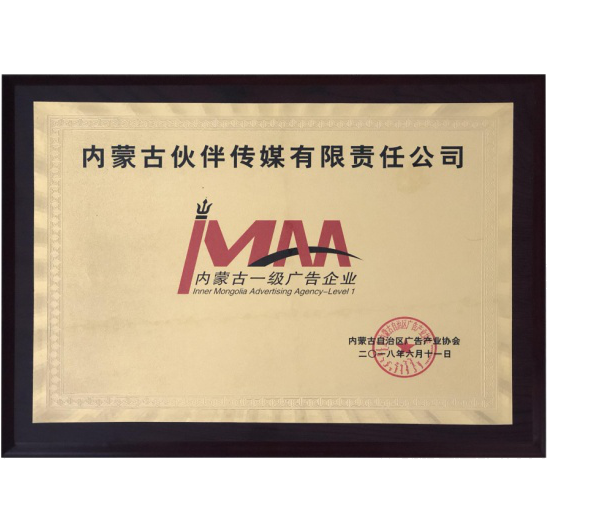 内蒙古伙伴传媒有限责任公司
IMAA
内蒙古一级广告企业
Inner Mongolia Advertising Agency-Level 1
内蒙古自治区广告产业协会
二〇一八年六月十一日